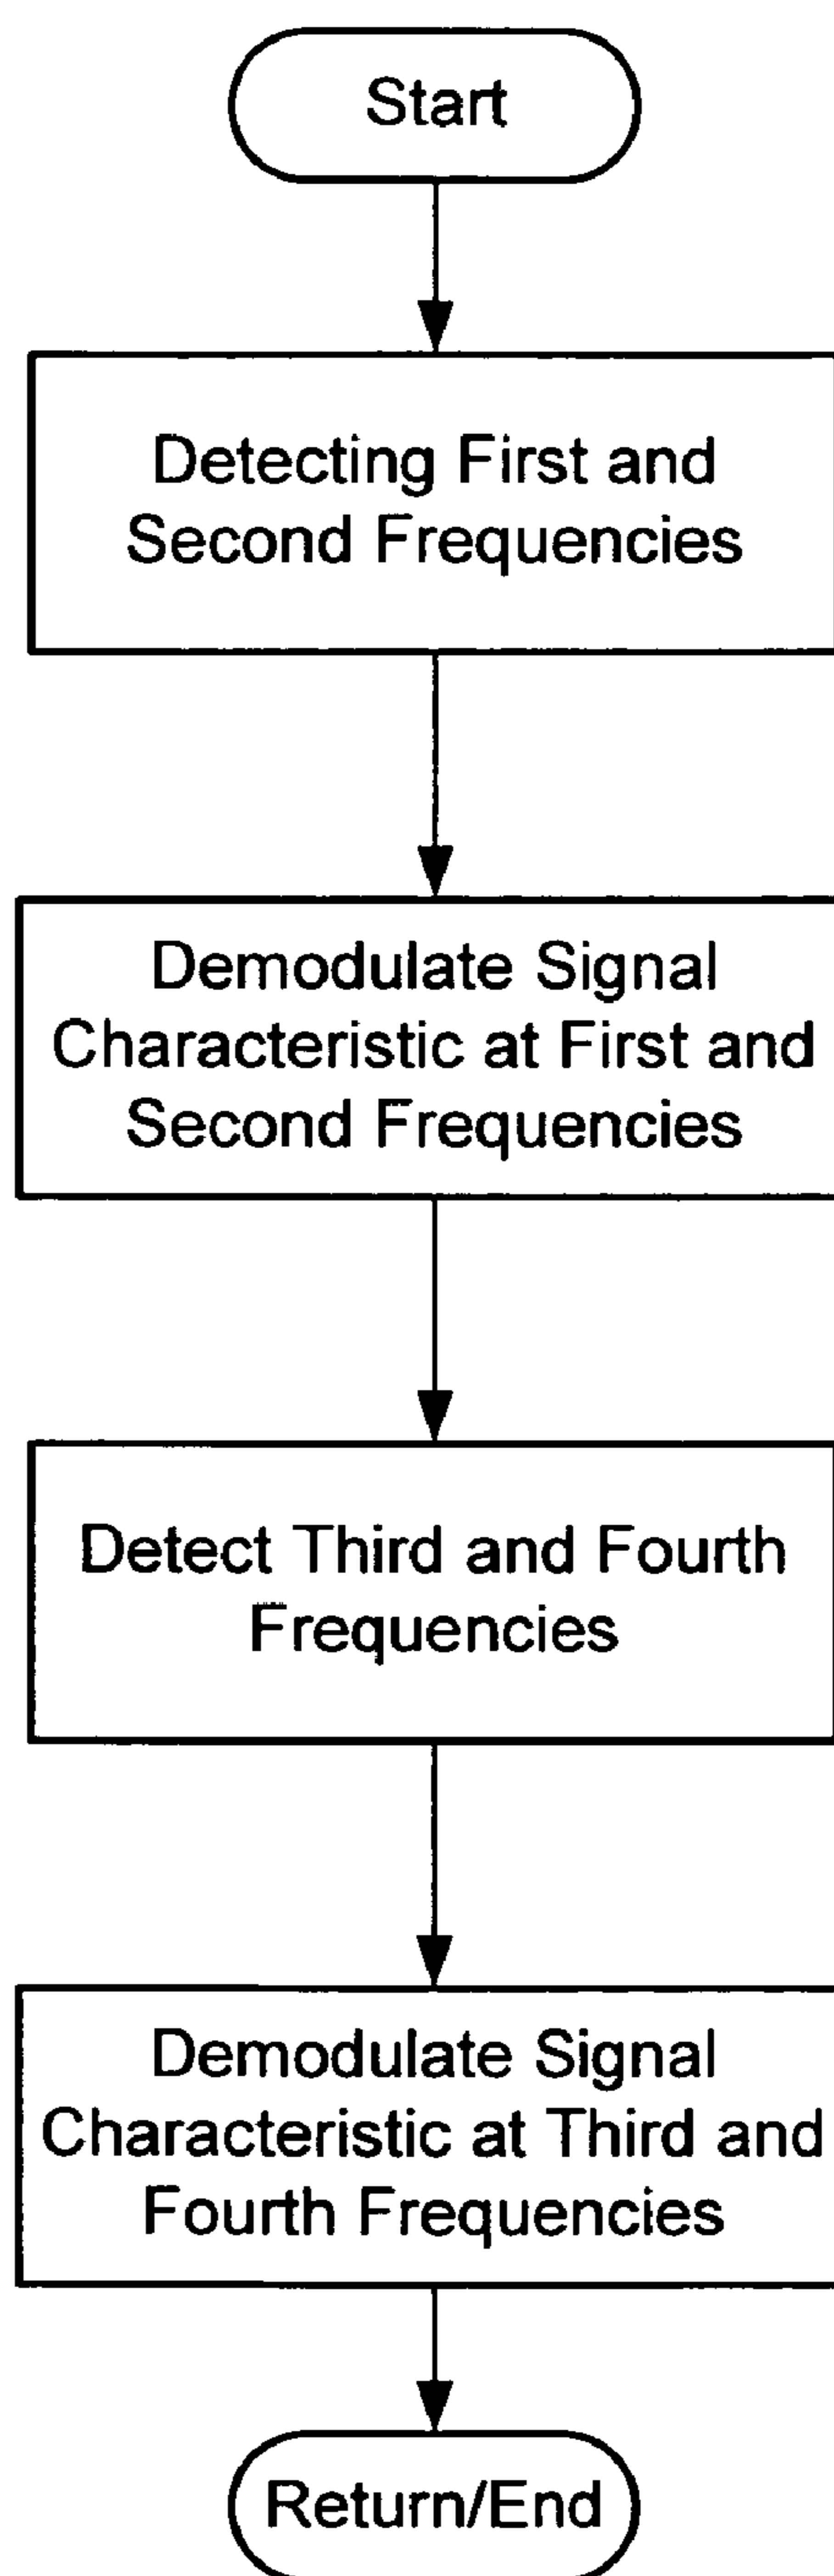 Start
Detecting First and
Second Frequencies
Demodulate Signal
Characteristic at First and
Second Frequencies
Detect Third and Fourth
Frequencies
Demodulate Signal
Characteristic at Third and
Fourth Frequencies
Return/End